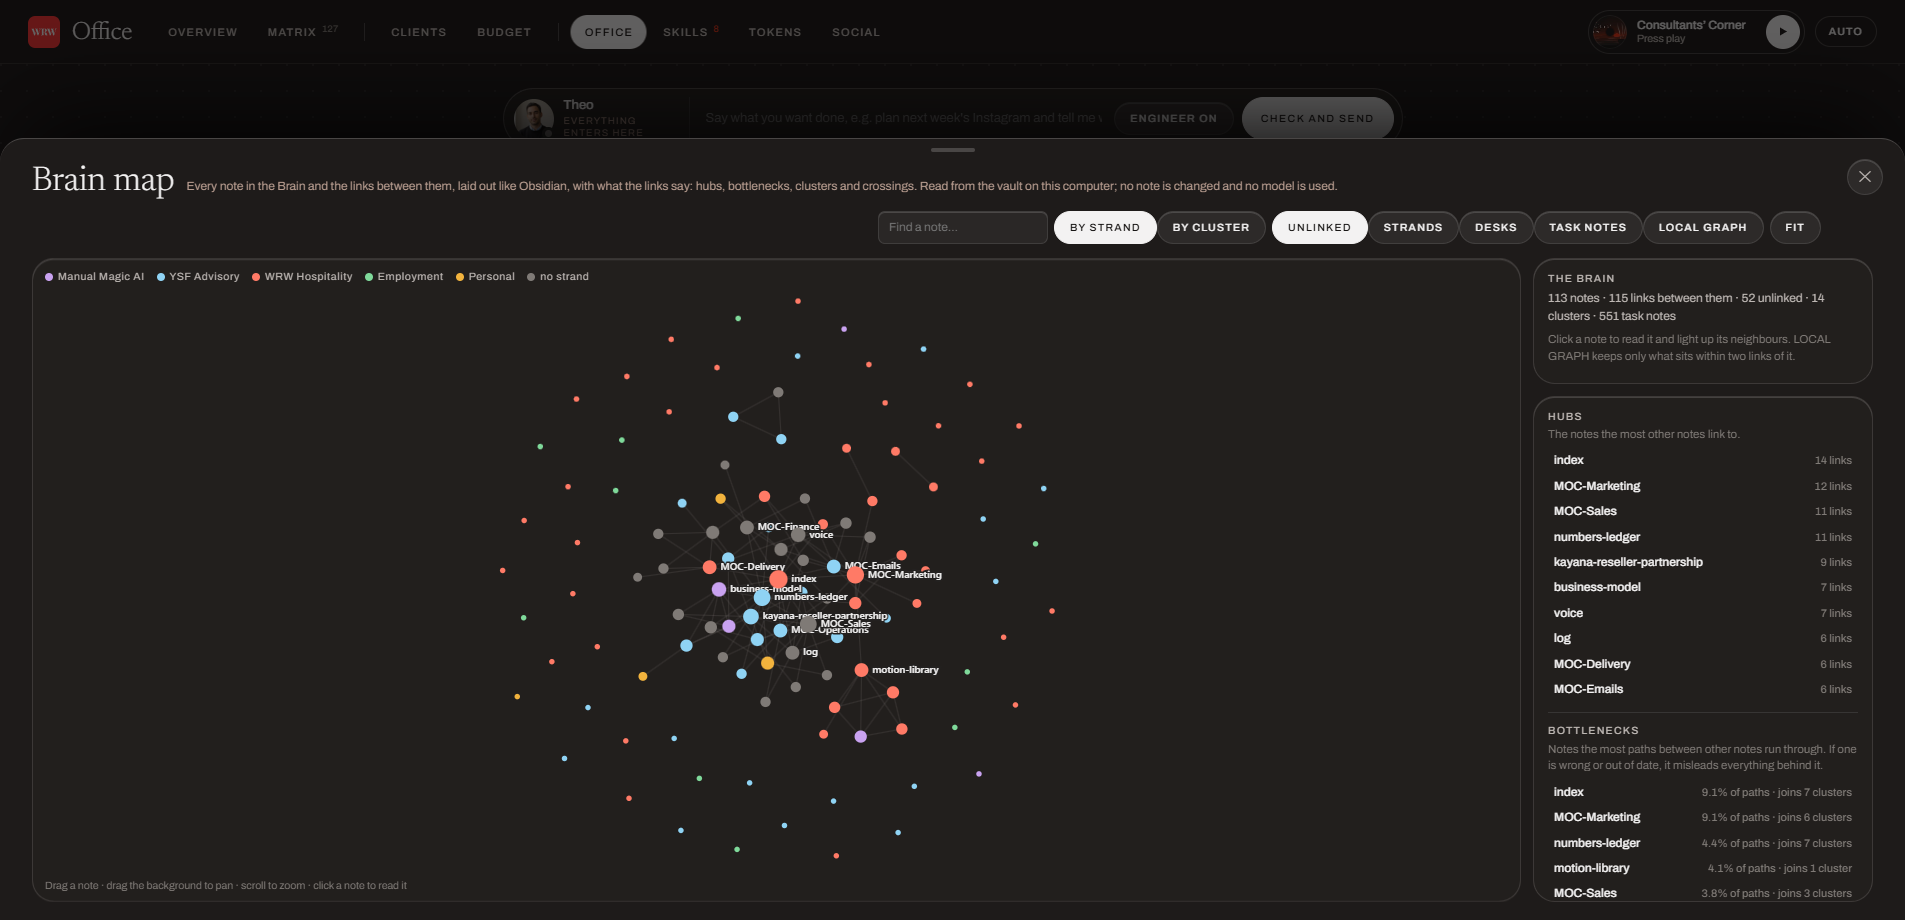 WRW Office OVERVIEW MATRIX 127 CLIENTS BUDGET OFFICE SKILLS 8 TOKENS SOCIAL
Consultants' Corner
Press play
AUTO
Theo
EVERYTHING
ENTERS HERE
Say what you want done, e.g. plan next week's Instagram and tell me
ENGINEER ON
CHECK AND SEND
Brain map
Every note in the Brain and the links between them, laid out like Obsidian, with what the links say: hubs, bottlenecks, clusters and crossings. Read from the vault on this computer; no note is changed and no model is used.
Find a note...
BY STRAND BY CLUSTER UNLINKED STRANDS DESKS TASK NOTES LOCAL GRAPH FIT
Manual Magic AI YSF Advisory WRW Hospitality Employment Personal no strand
MOC-Finance
voice
MOC-Delivery
MOC-Emails
index
MOC-Marketing
business-model
numbers-ledger
kayana-reseller-partnership
MOC-Sales
MOC-Operations
log
motion-library
Drag a note · drag the background to pan · scroll to zoom · click a note to read it
THE BRAIN
113 notes · 115 links between them · 52 unlinked · 14
clusters · 551 task notes
Click a note to read it and light up its neighbours. LOCAL
GRAPH keeps only what sits within two links of it.
HUBS
The notes the most other notes link to.
index 14 links
MOC-Marketing 12 links
MOC-Sales 11 links
numbers-ledger 11 links
kayana-reseller-partnership 9 links
business-model 7 links
voice 7 links
log 6 links
MOC-Delivery 6 links
MOC-Emails 6 links
BOTTLENECKS
Notes the most paths between other notes run through. If one
is wrong or out of date, it misleads everything behind it.
index 9.1% of paths · joins 7 clusters
MOC-Marketing 9.1% of paths · joins 6 clusters
numbers-ledger 4.4% of paths · joins 7 clusters
motion-library 4.1% of paths · joins 1 cluster
MOC-Sales 3.8% of paths · joins 3 clusters